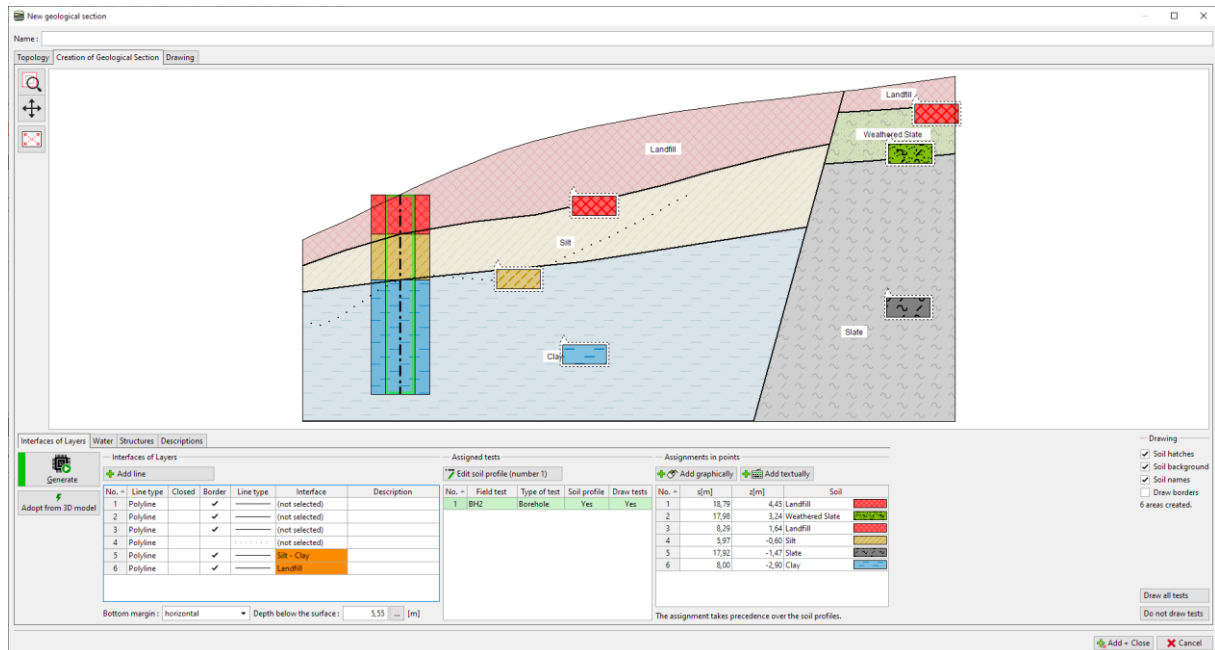 New geological section
Name :
Topology Creation of Geological Section Drawing
Landfill
Weathered Slate
Landfill
Silt
Slate
Clay
Interfaces of Layers Water Structures Descriptions
Drawing
Generate
Adopt from 3D model
Interfaces of Layers
Add line
No. Line type Closed Border Line type Interface Description
1 Polyline (not selected)
2 Polyline (not selected)
3 Polyline (not selected)
4 Polyline (not selected)
5 Polyline Silt - Clay
6 Polyline Landfill
Bottom margin : horizontal Depth below the surface : 5,55 ... [m]
Assigned tests
Edit soil profile (number 1)
No. Field test Type of test Soil profile Draw tests
1 BH2 Borehole Yes Yes
Assignments in points
Add graphically Add textually
No. s[m] z[m] Soil
1 18,79 4,45 Landfill
2 17,98 3,24 Weathered Slate
3 8,29 1,64 Landfill
4 5,97 -0,60 Silt
5 17,92 -1,47 Slate
6 8,00 -2,90 Clay
The assignment takes precedence over the soil profiles.
Soil hatches
Soil background
Soil names
Draw borders
6 areas created.
Draw all tests
Do not draw tests
Add + Close Cancel